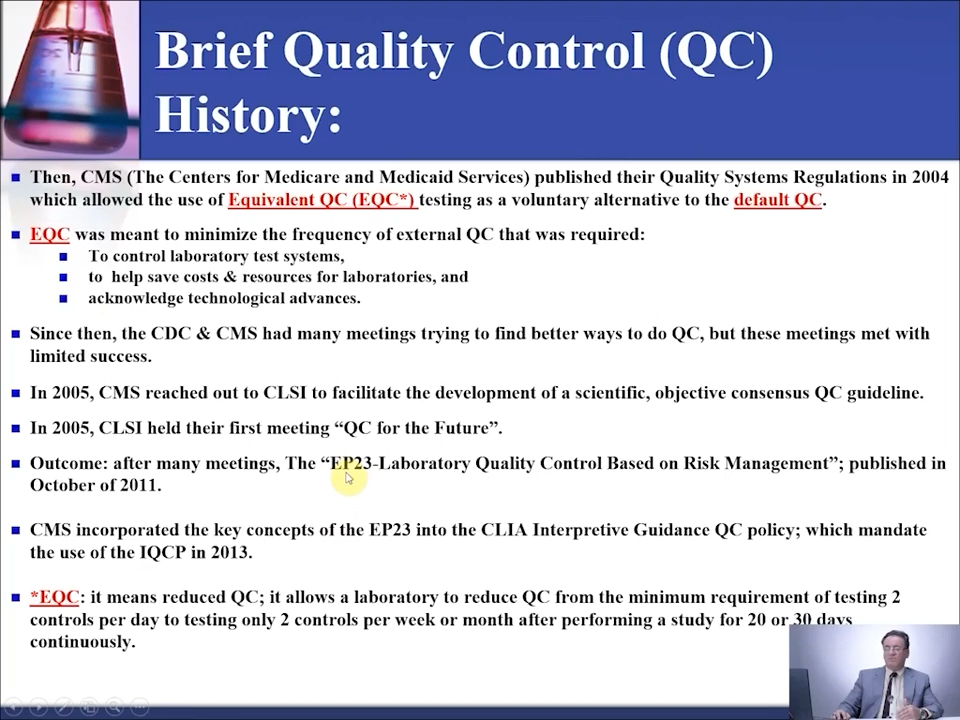 Brief Quality Control (QC)
History:
Then, CMS (The Centers for Medicare and Medicaid Services) published their Quality Systems Regulations in 2004
which allowed the use of Equivalent QC (EQC*) testing as a voluntary alternative to the default QC.
EQC was meant to minimize the frequency of external QC that was required:
To control laboratory test systems,
to help save costs & resources for laboratories, and
acknowledge technological advances.
Since then, the CDC & CMS had many meetings trying to find better ways to do QC, but these meetings met with
limited success.
In 2005, CMS reached out to CLSI to facilitate the development of a scientific, objective consensus QC guideline.
In 2005, CLSI held their first meeting “QC for the Future”.
Outcome: after many meetings, The “EP23-Laboratory Quality Control Based on Risk Management”; published in
October of 2011.
CMS incorporated the key concepts of the EP23 into the CLIA Interpretive Guidance QC policy; which mandate
the use of the IQCP in 2013.
*EQC: it means reduced QC; it allows a laboratory to reduce QC from the minimum requirement of testing 2
controls per day to testing only 2 controls per week or month after performing a study for 20 or 30 days
continuously.